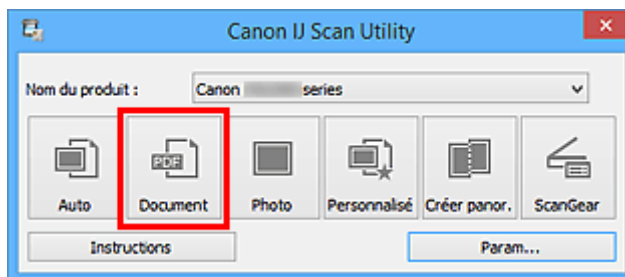 Canon IJ Scan Utility
Nom du produit : Canon series
PDF
Auto Document Photo Personnalisé Créer panor. ScanGear
Instructions Param...